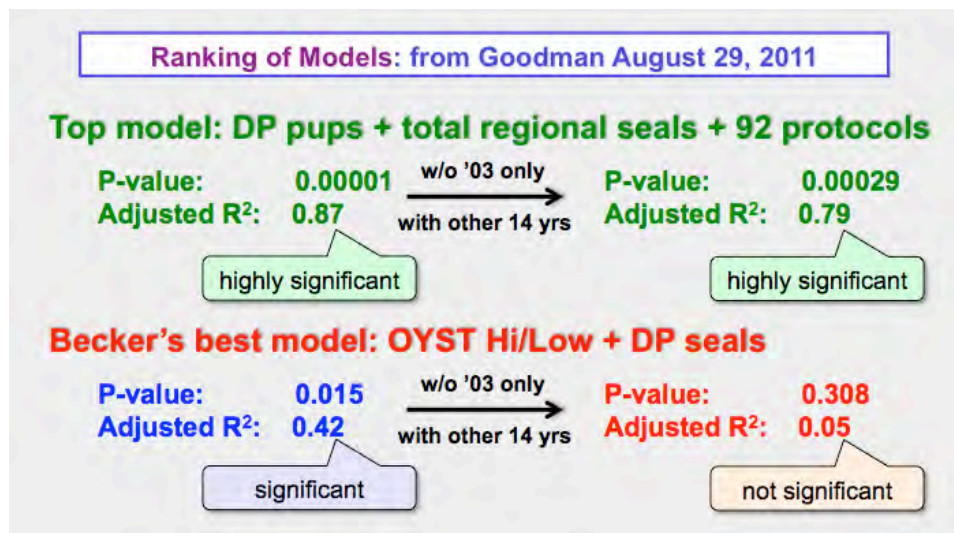 Ranking of Models: from Goodman August 29, 2011
Top model: DP pups + total regional seals + 92 protocols
P-value: 0.00001
Adjusted R²: 0.87
w/o ’03 only
with other 14 yrs
P-value: 0.00029
Adjusted R²: 0.79
highly significant
highly significant
Becker’s best model: OYST Hi/Low + DP seals
P-value: 0.015
Adjusted R²: 0.42
w/o ’03 only
with other 14 yrs
P-value: 0.308
Adjusted R²: 0.05
significant
not significant